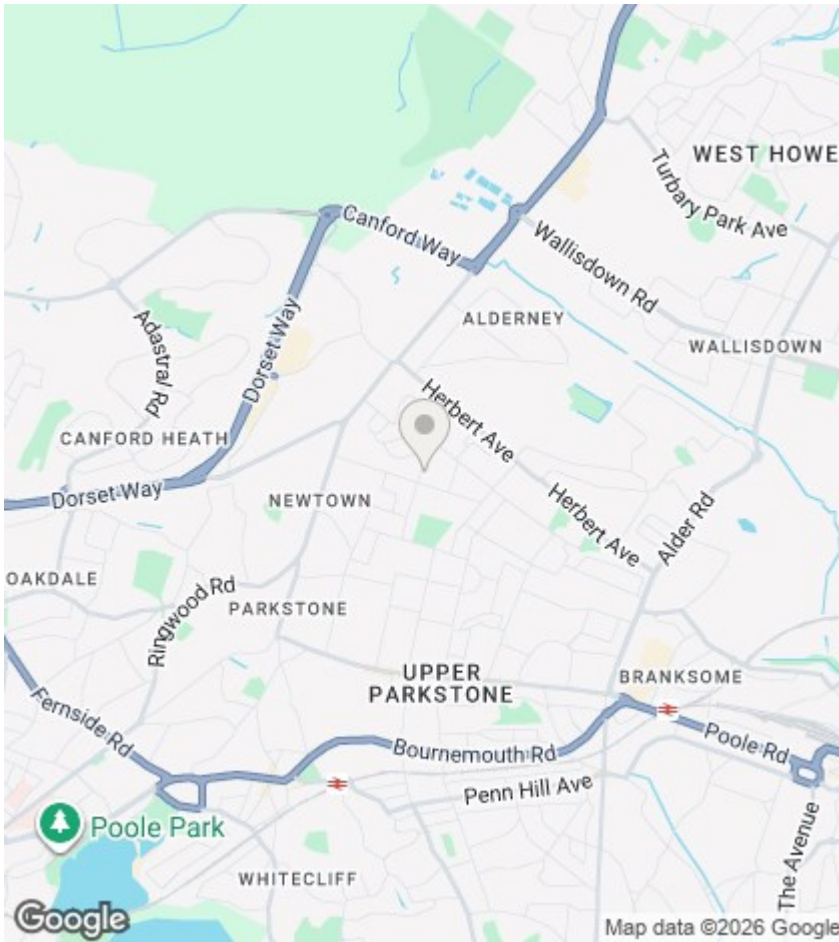 WEST HOWE
Turbary Park Ave
Canford Way
Wallisdown Rd
ALDERNEY
WALLISDOWN
Adastral Rd
Dorset Way
Herbert Ave
CANFORD HEATH
Dorset Way
NEWTOWN
Herbert Ave
Alder Rd
OAKDALE
Ringwood Rd
PARKSTONE
UPPER
PARKSTONE
BRANKSOME
Fernside Rd
Bournemouth Rd
Poole Rd
Penn Hill Ave
Poole Park
The Avenue
WHITECLIFF
Google
Map data ©2026 Google